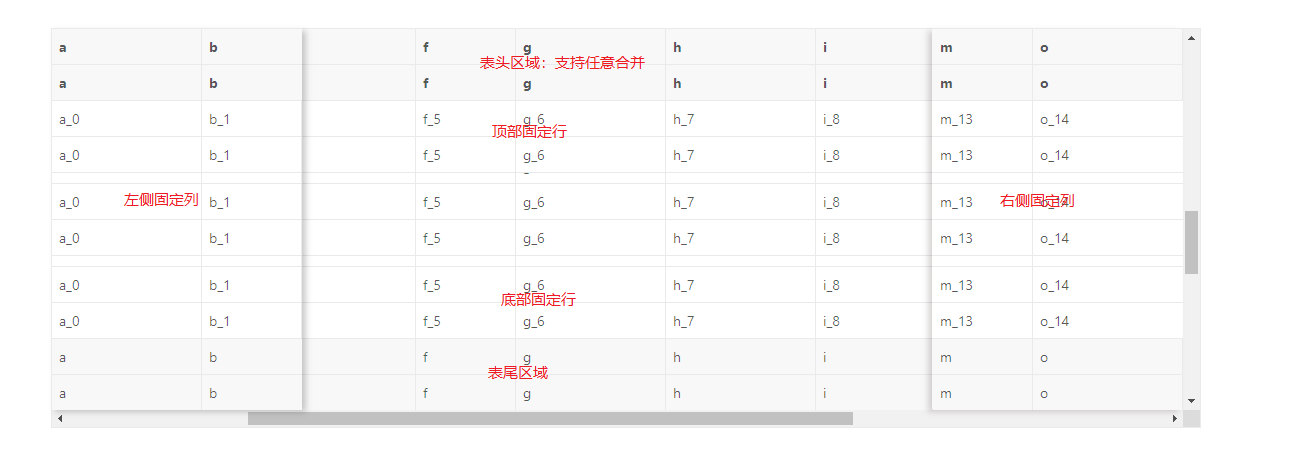 a b f g h i m o
表头区域：支持任意合并
a b f g h i m o
a_0 b_1 f_5 g_6 h_7 i_8 m_13 o_14
顶部固定行
a_0 b_1 f_5 g_6 h_7 i_8 m_13 o_14
a_0 左侧固定列 b_1 f_5 g_6 h_7 i_8 m_13 右侧固定列 o_14
a_0 b_1 f_5 g_6 h_7 i_8 m_13 o_14
a_0 b_1 f_5 g_6 h_7 i_8 m_13 o_14
底部固定行
a_0 b_1 f_5 g_6 h_7 i_8 m_13 o_14
a b f g h i m o
表尾区域
a b f g h i m o